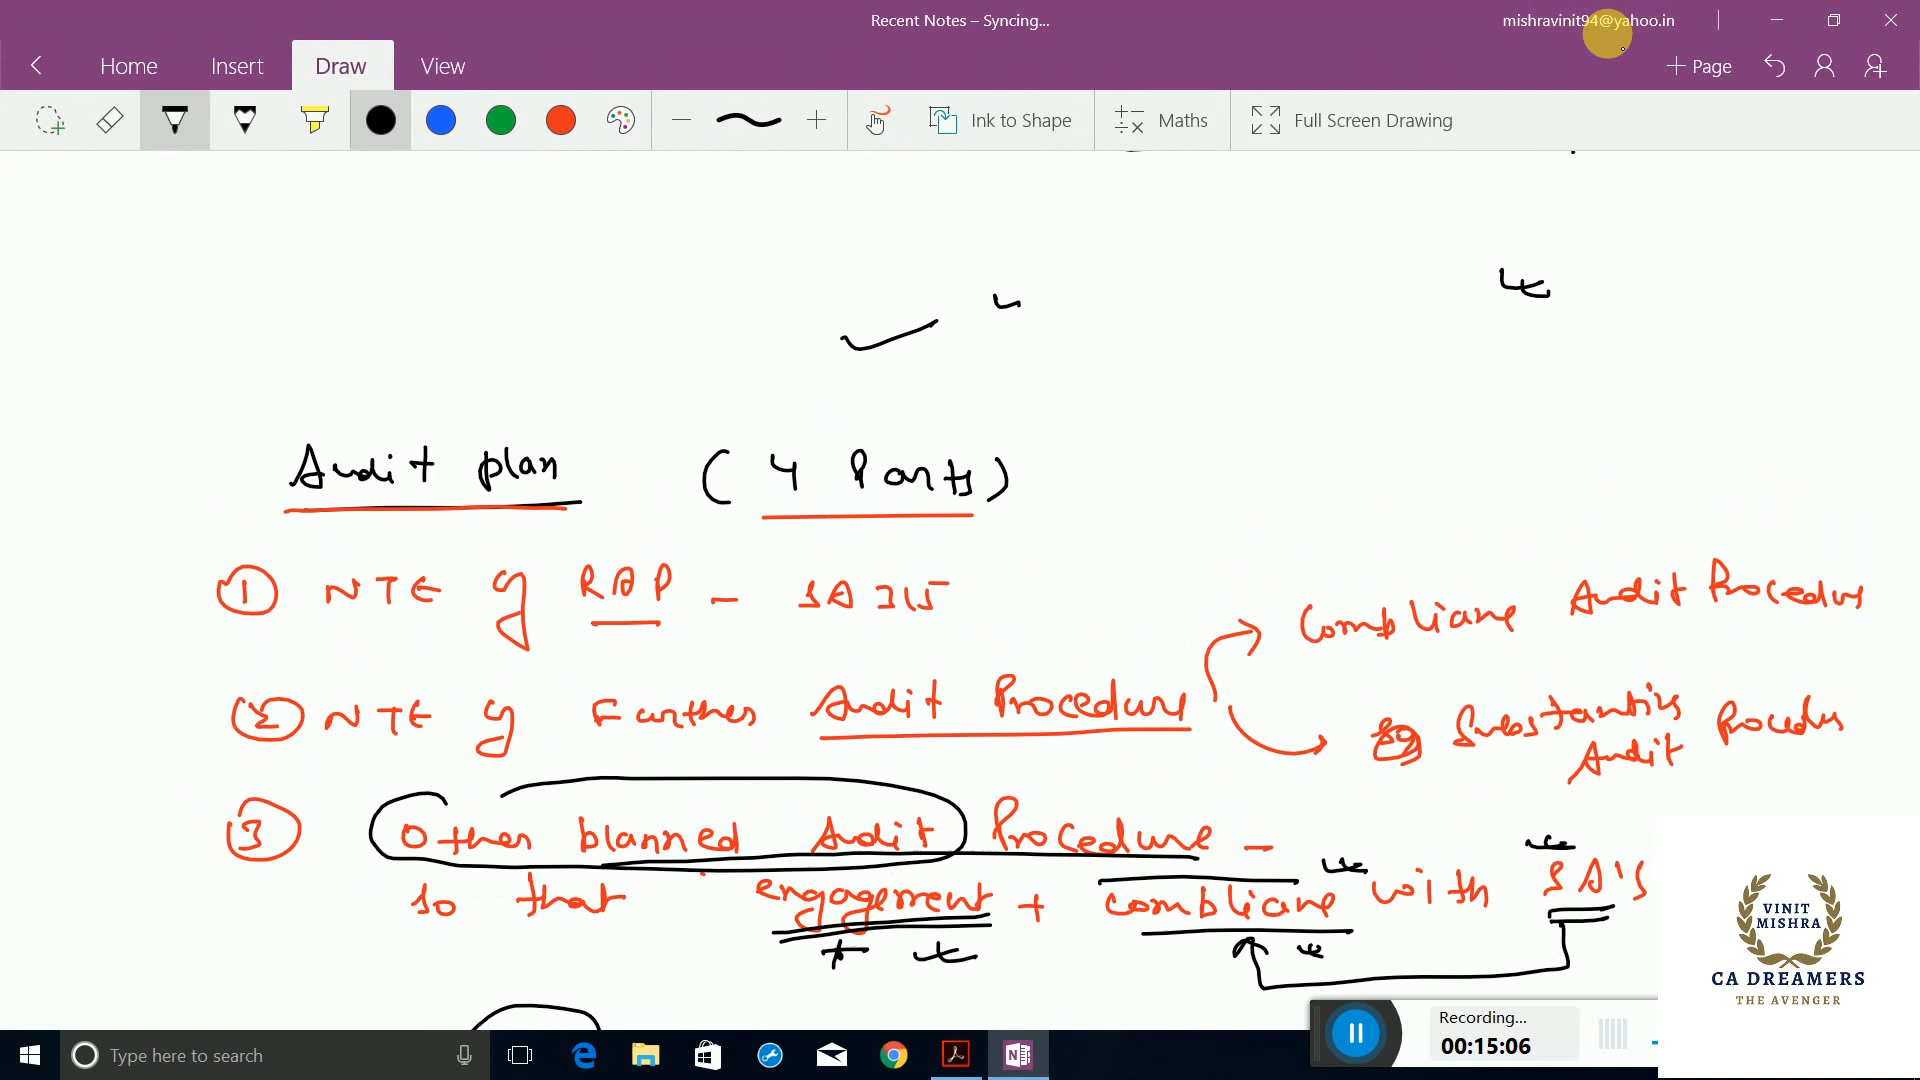 Recent Notes – Syncing...
mishravinit94@yahoo.in
Home Insert Draw View
Page
Ink to Shape
Maths
Full Screen Drawing
Audit plan (4 Parts)
① NTE of RAP - SA 315
Compliance Audit Procedure
② NTE of Further Audit Procedure
Substantive Audit Procedure
③ Other planned Audit Procedure -
so that engagement + compliance with SA's
VINIT
MISHRA
CA DREAMERS
THE AVENGER
Recording...
00:15:06
Type here to search